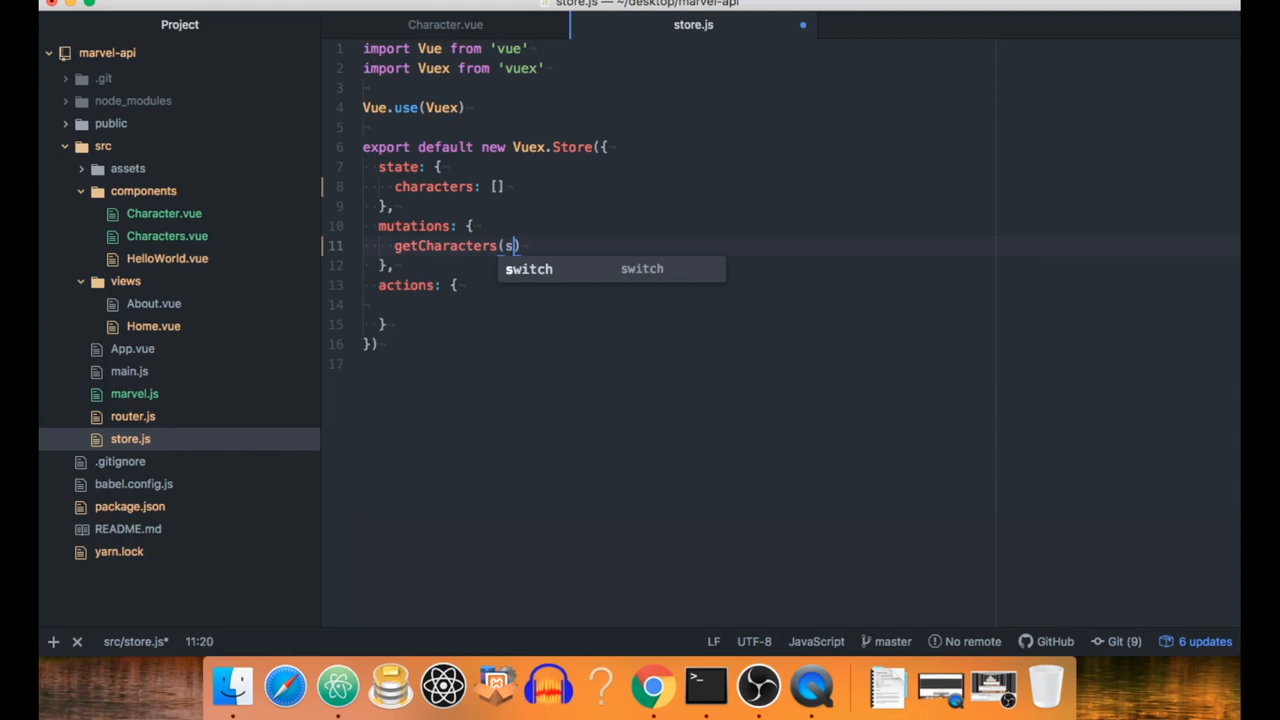 store.js — ~/desktop/marvel-api
Project
Character.vue
store.js
marvel-api
.git
node_modules
public
src
assets
components
Character.vue
Characters.vue
HelloWorld.vue
views
About.vue
Home.vue
App.vue
main.js
marvel.js
router.js
store.js
.gitignore
babel.config.js
package.json
README.md
yarn.lock
1 import Vue from 'vue'
2 import Vuex from 'vuex'
3
4 Vue.use(Vuex)
5
6 export default new Vuex.Store({
7 state: {
8 characters: []
9 },
10 mutations: {
11 getCharacters(s)
switch switch
12 },
13 actions: {
14
15 }
16 })
17
src/store.js* 11:20
LF UTF-8 JavaScript master No remote GitHub Git (9) 6 updates